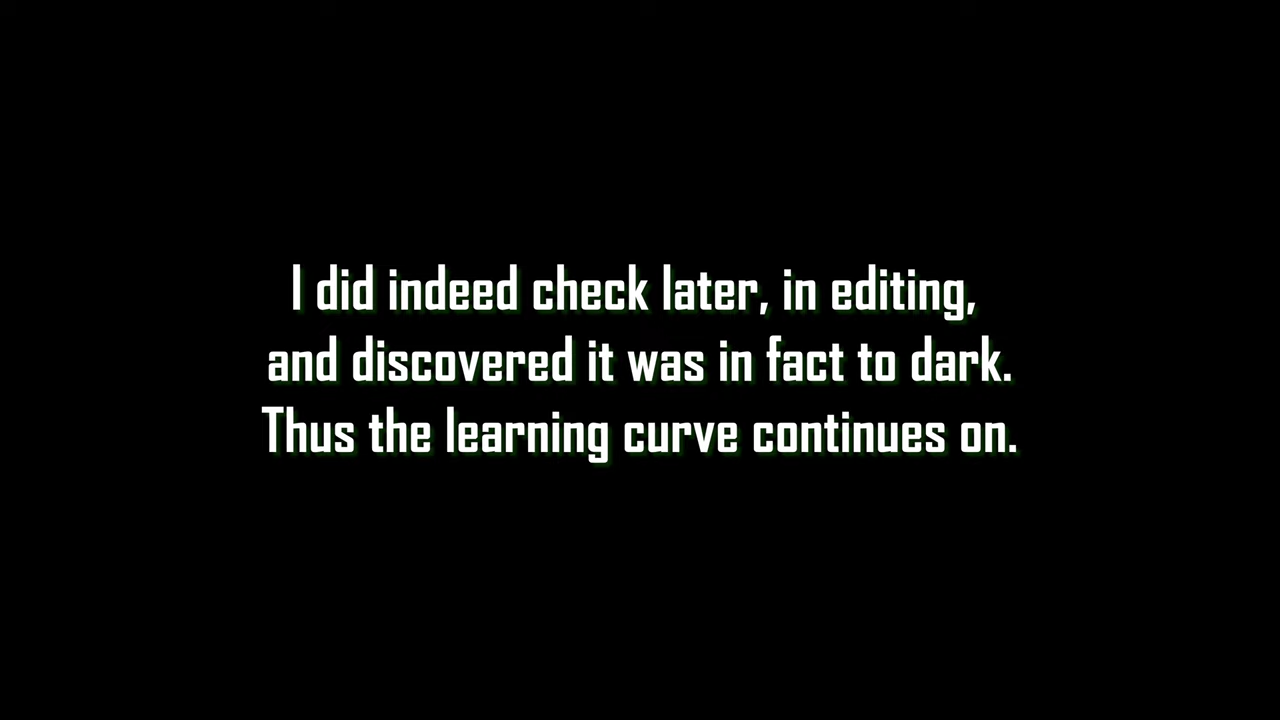 I did indeed check later, in editing,
and discovered it was in fact to dark.
Thus the learning curve continues on.